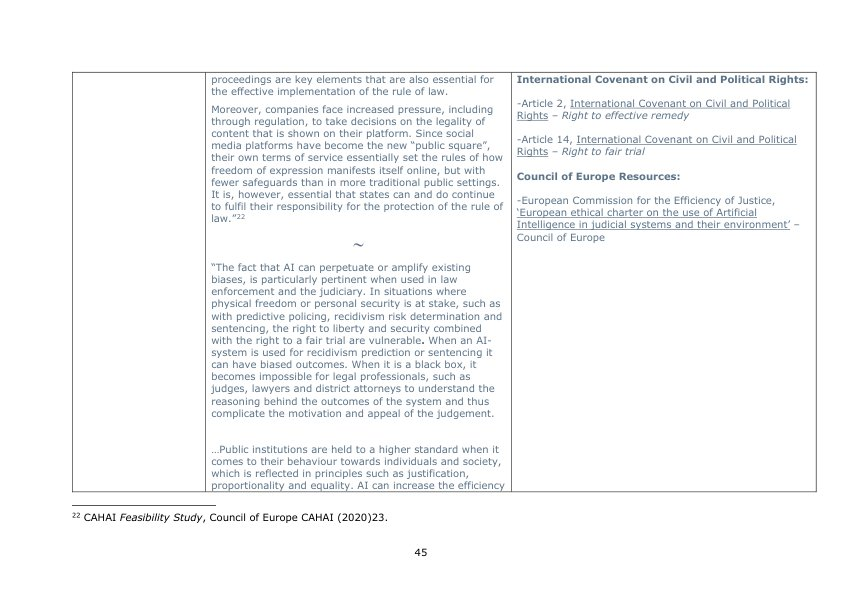 proceedings are key elements that are also essential for
the effective implementation of the rule of law.
Moreover, companies face increased pressure, including
through regulation, to take decisions on the legality of
content that is shown on their platform. Since social
media platforms have become the new “public square”,
their own terms of service essentially set the rules of how
freedom of expression manifests itself online, but with
fewer safeguards than in more traditional public settings.
It is, however, essential that states can and do continue
to fulfil their responsibility for the protection of the rule of
law.”22
~
“The fact that AI can perpetuate or amplify existing
biases, is particularly pertinent when used in law
enforcement and the judiciary. In situations where
physical freedom or personal security is at stake, such as
with predictive policing, recidivism risk determination and
sentencing, the right to liberty and security combined
with the right to a fair trial are vulnerable. When an AI-
system is used for recidivism prediction or sentencing it
can have biased outcomes. When it is a black box, it
becomes impossible for legal professionals, such as
judges, lawyers and district attorneys to understand the
reasoning behind the outcomes of the system and thus
complicate the motivation and appeal of the judgement.
…Public institutions are held to a higher standard when it
comes to their behaviour towards individuals and society,
which is reflected in principles such as justification,
proportionality and equality. AI can increase the efficiency
International Covenant on Civil and Political Rights:
-Article 2, International Covenant on Civil and Political
Rights – Right to effective remedy
-Article 14, International Covenant on Civil and Political
Rights – Right to fair trial
Council of Europe Resources:
-European Commission for the Efficiency of Justice,
‘European ethical charter on the use of Artificial
Intelligence in judicial systems and their environment’ –
Council of Europe
22 CAHAI Feasibility Study, Council of Europe CAHAI (2020)23.
45